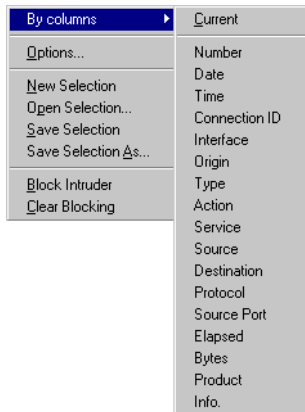 By columns
Options...
New Selection
Open Selection...
Save Selection
Save Selection As...
Block Intruder
Clear Blocking
Current
Number
Date
Time
Connection ID
Interface
Origin
Type
Action
Service
Source
Destination
Protocol
Source Port
Elapsed
Bytes
Product
Info.